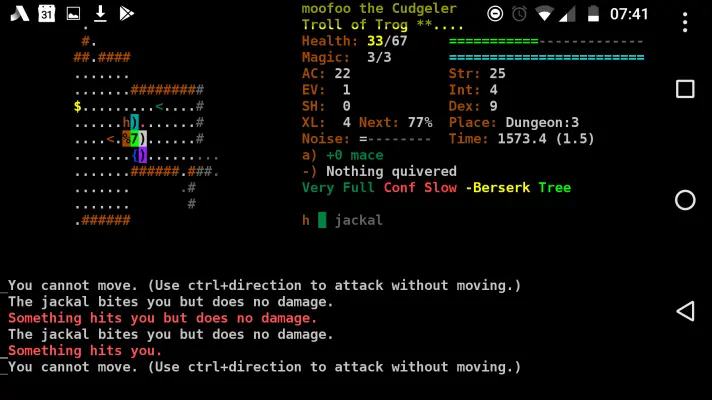 moofoo the Cudgeler
31 07:41
Troll of Trog **....
Health: 33/67 ===========-------------
Magic: 3/3 ========================
AC: 22 Str: 25
EV: 1 Int: 4
SH: 0 Dex: 9
XL: 4 Next: 77% Place: Dungeon:3
Noise: =-------- Time: 1573.4 (1.5)
a) +0 mace
-) Nothing quivered
Very Full Conf Slow -Berserk Tree
h jackal
.
#.
##.####
.......
.......#########
$.........<....#
......h).......#
....<.%7)......#
.......().........
.......######.###.
....... .#
....... #
.######
_You cannot move. (Use ctrl+direction to attack without moving.)
The jackal bites you but does no damage.
Something hits you but does no damage.
The jackal bites you but does no damage.
_Something hits you.
_You cannot move. (Use ctrl+direction to attack without moving.)